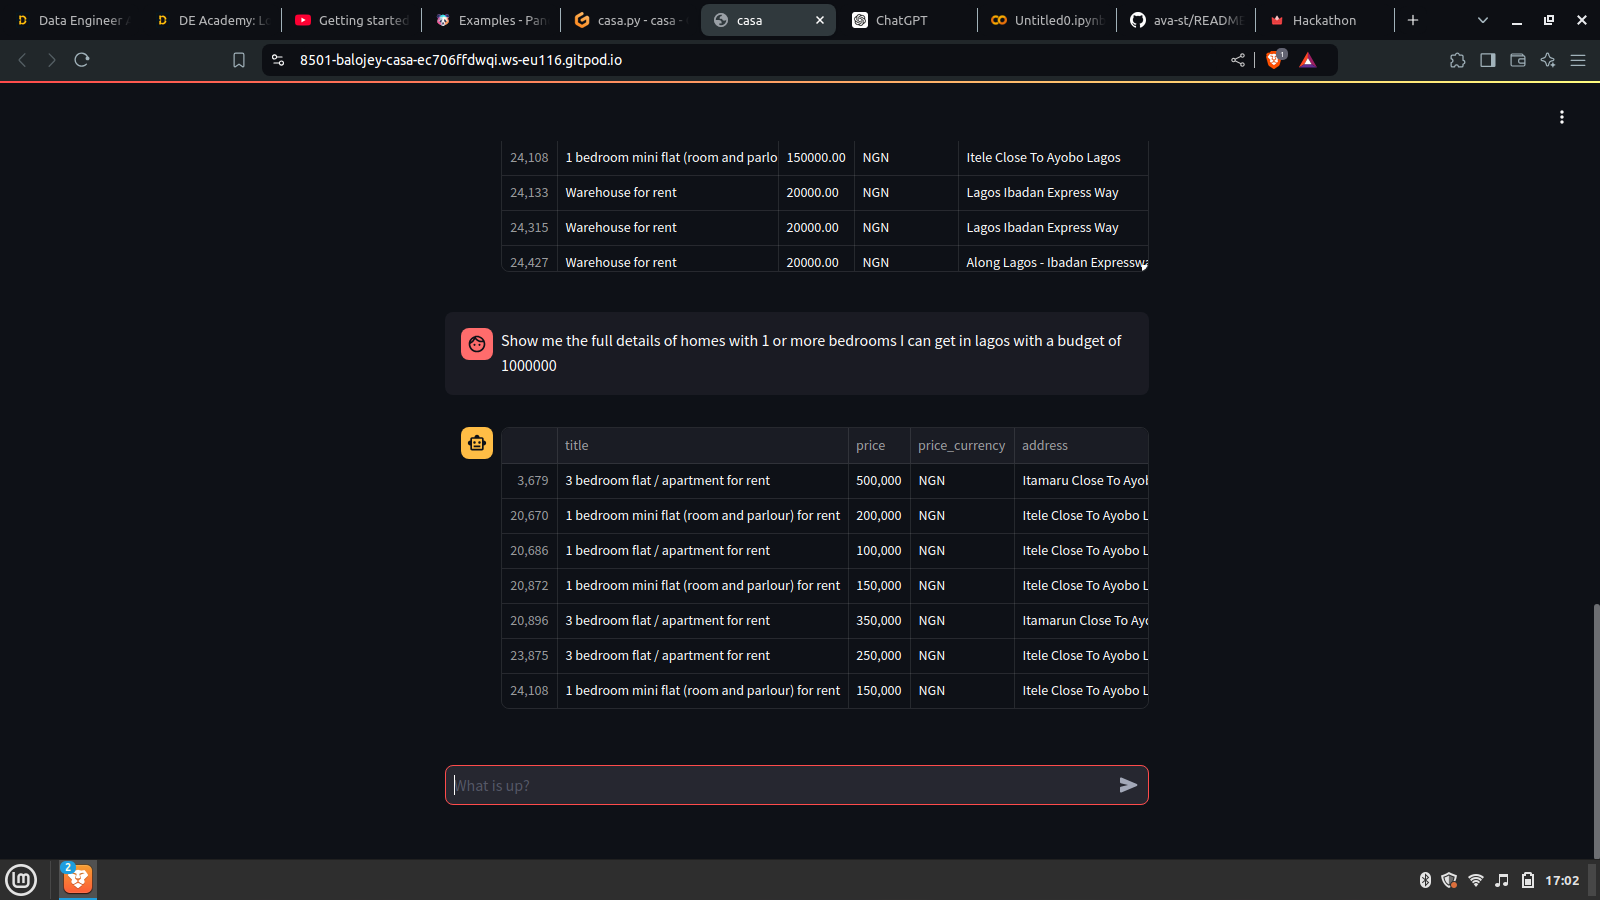 Data Engineer
DE Academy: L
Getting started
Examples - Pan
casa.py - casa -
casa
ChatGPT
Untitled0.ipynb
ava-st/README
Hackathon
8501-balojey-casa-ec706ffdwqi.ws-eu116.gitpod.io
1
24,108 1 bedroom mini flat (room and parlo 150000.00 NGN Itele Close To Ayobo Lagos
24,133 Warehouse for rent 20000.00 NGN Lagos Ibadan Express Way
24,315 Warehouse for rent 20000.00 NGN Lagos Ibadan Express Way
24,427 Warehouse for rent 20000.00 NGN Along Lagos - Ibadan Expressw
Show me the full details of homes with 1 or more bedrooms I can get in lagos with a budget of
1000000
title price price_currency address
3,679 3 bedroom flat / apartment for rent 500,000 NGN Itamaru Close To Ayob
20,670 1 bedroom mini flat (room and parlour) for rent 200,000 NGN Itele Close To Ayobo L
20,686 1 bedroom flat / apartment for rent 100,000 NGN Itele Close To Ayobo L
20,872 1 bedroom mini flat (room and parlour) for rent 150,000 NGN Itele Close To Ayobo L
20,896 3 bedroom flat / apartment for rent 350,000 NGN Itamarun Close To Ayo
23,875 3 bedroom flat / apartment for rent 250,000 NGN Itele Close To Ayobo L
24,108 1 bedroom mini flat (room and parlour) for rent 150,000 NGN Itele Close To Ayobo L
What is up?
2
17:02